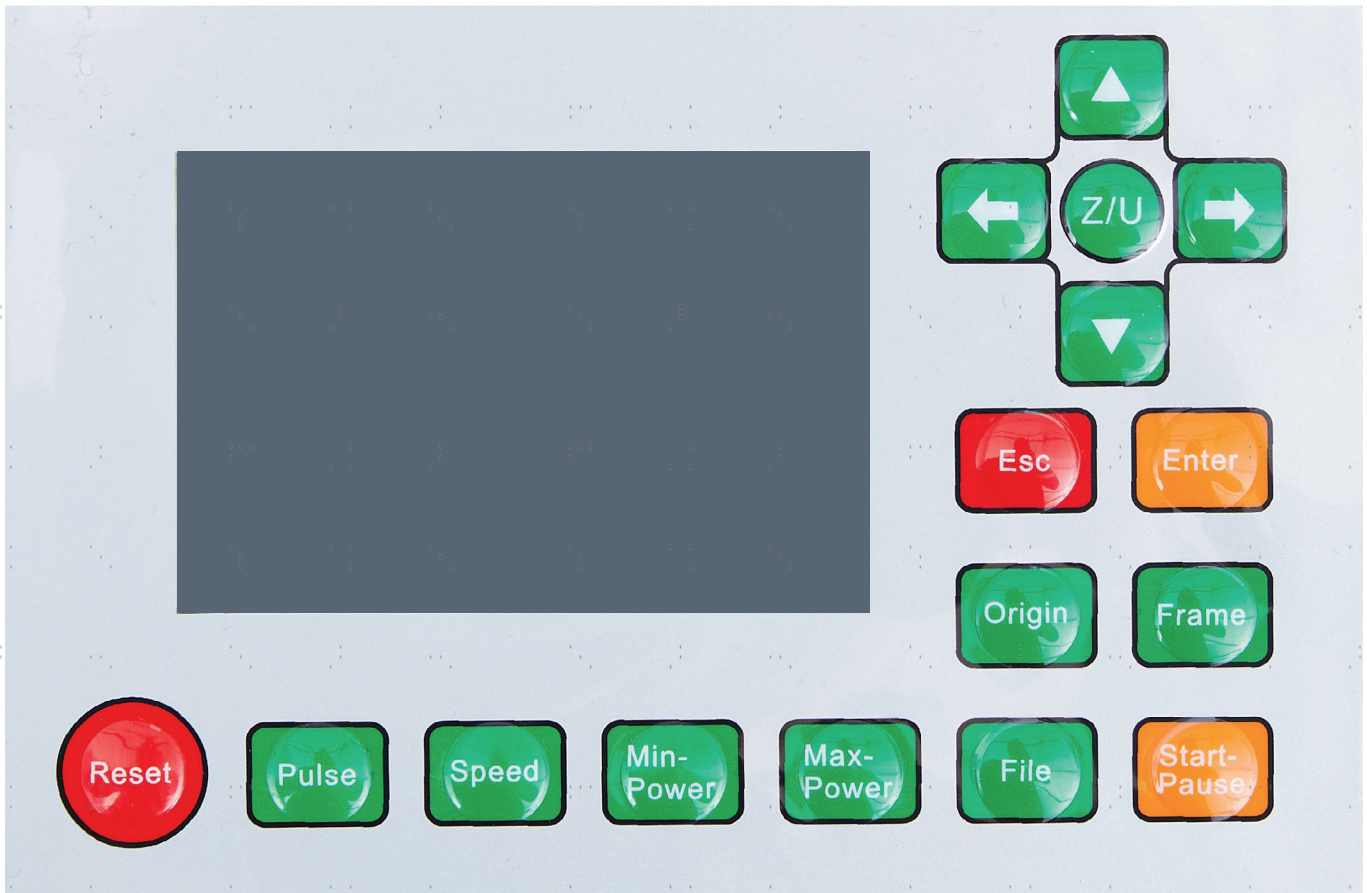 Z/U
Esc
Enter
Origin
Frame
Reset
Pulse
Speed
Min-
Power
Max-
Power
File
Start-
Pause